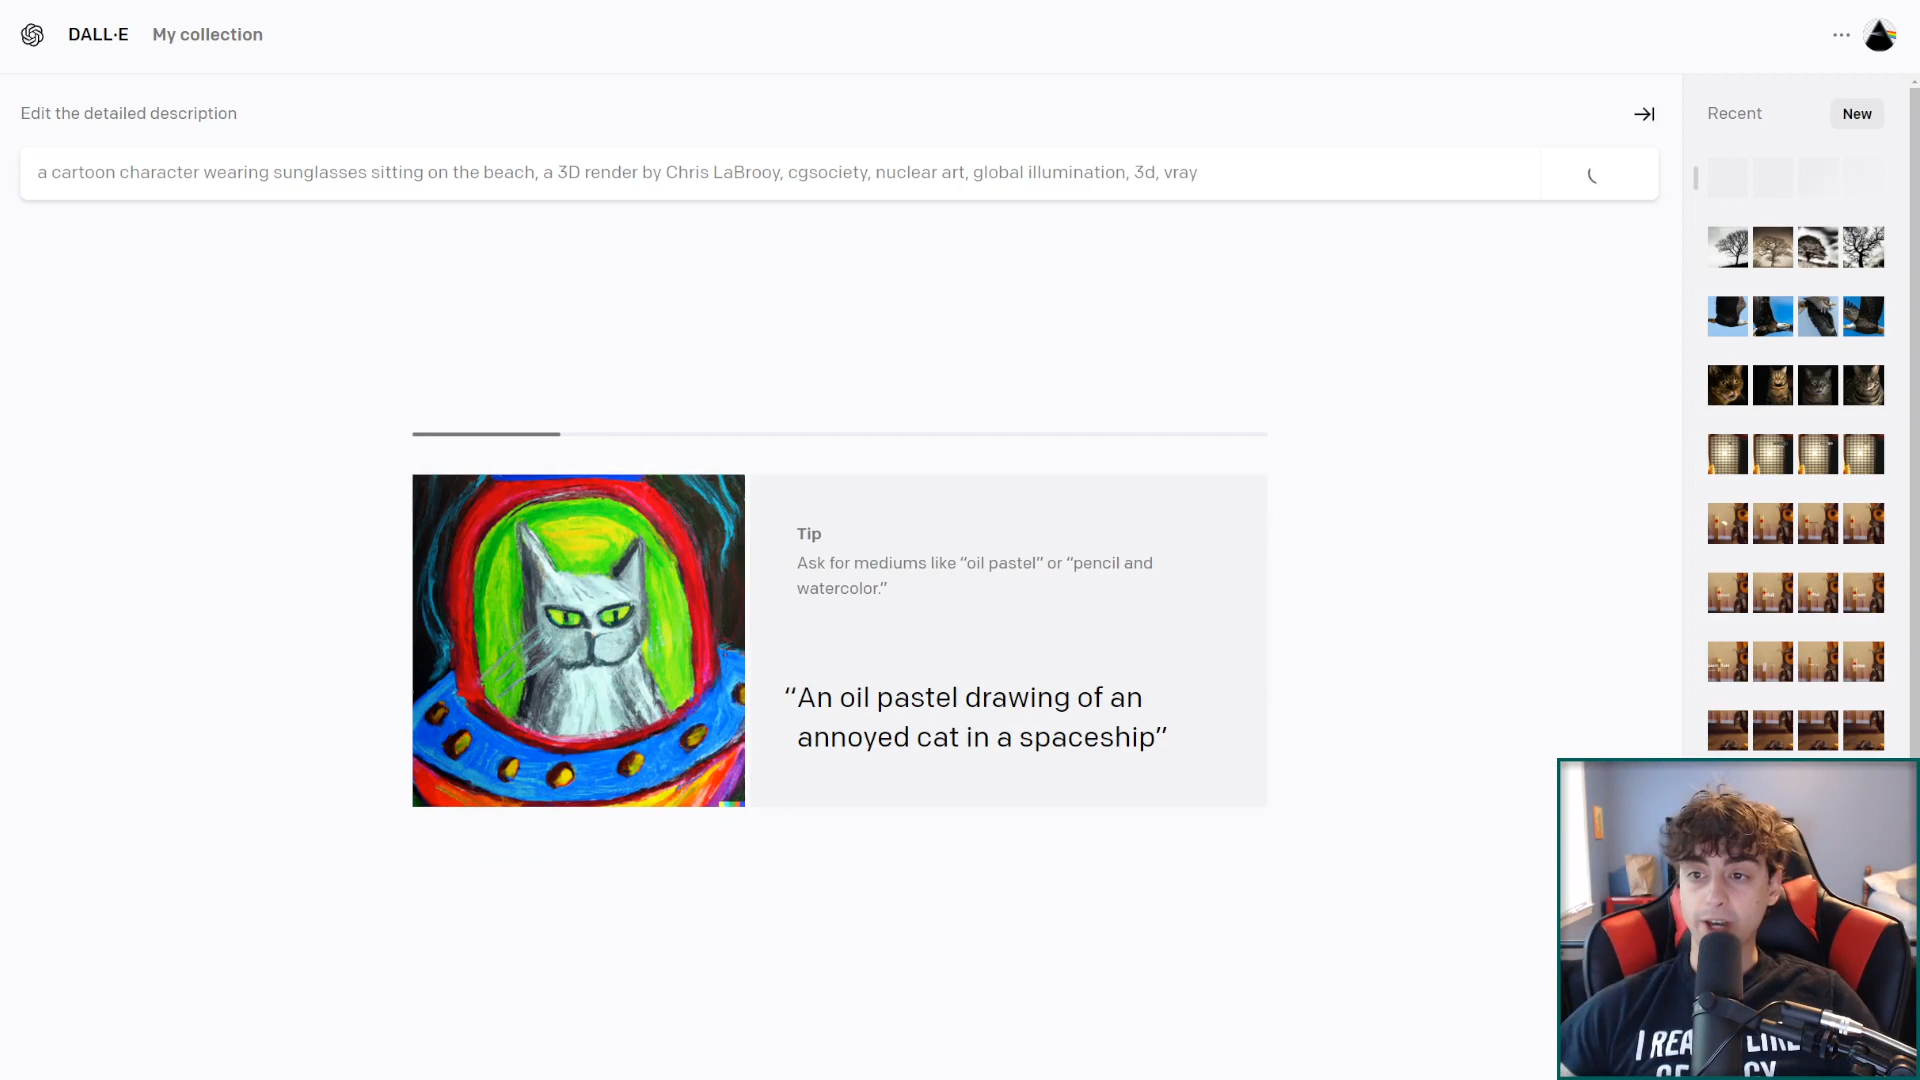 DALL·E
My collection
Edit the detailed description
Recent
New
a cartoon character wearing sunglasses sitting on the beach, a 3D render by Chris LaBrooy, cgsociety, nuclear art, global illumination, 3d, vray
Tip
Ask for mediums like “oil pastel” or “pencil and
watercolor.”
“An oil pastel drawing of an
annoyed cat in a spaceship”